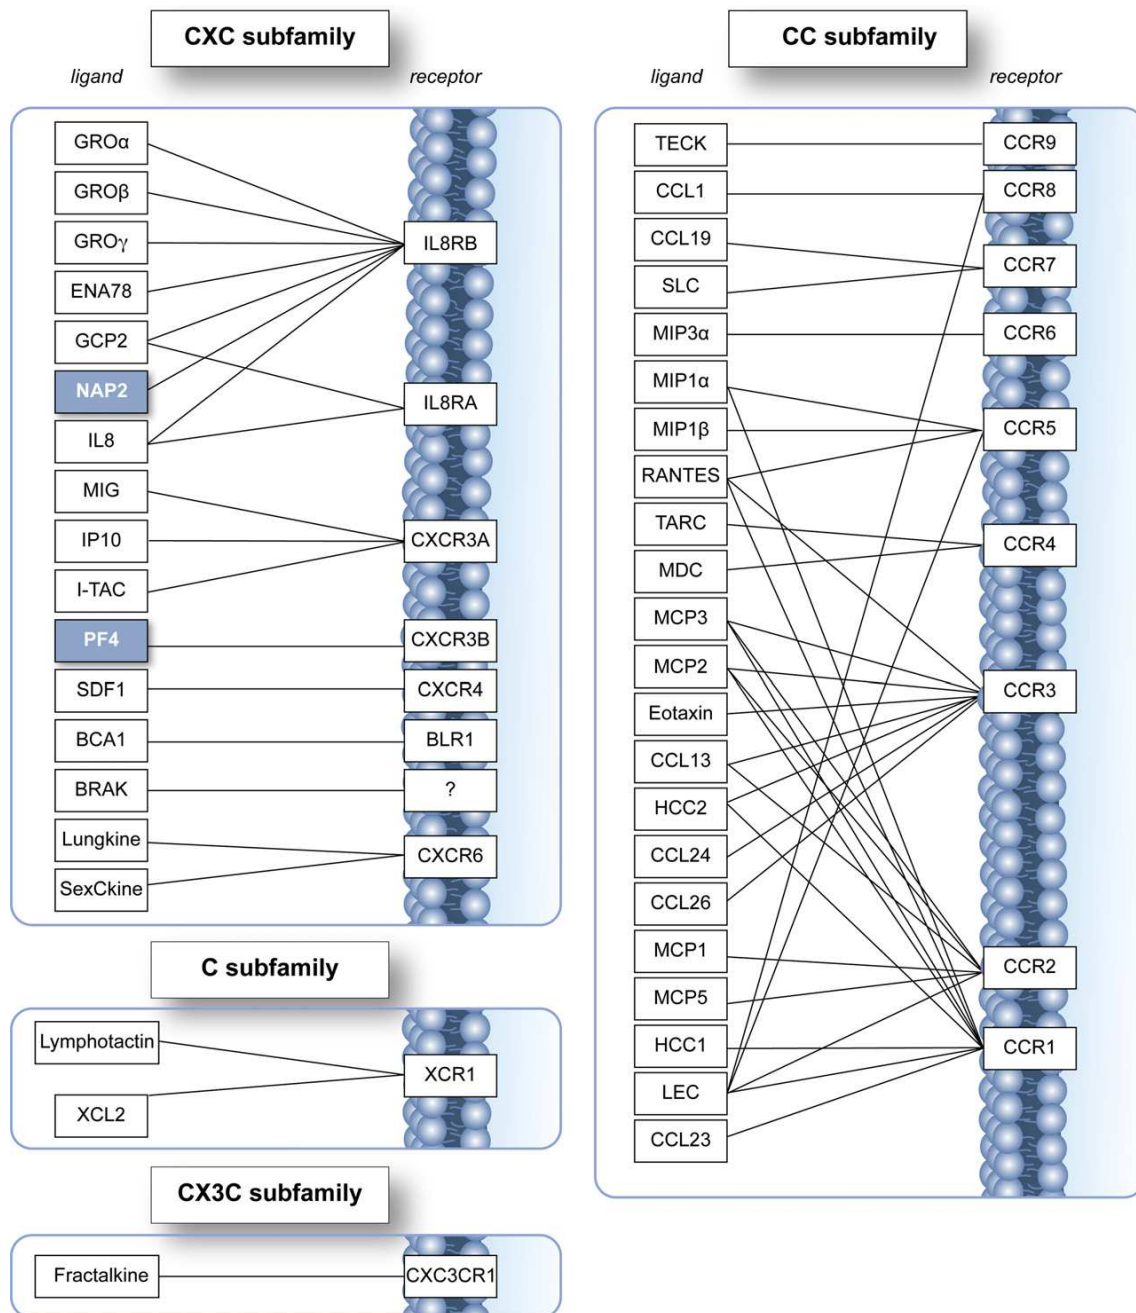 CXC subfamily
ligand
receptor
GROα
GROβ
GROγ
ENA78
GCP2
NAP2
IL8
MIG
IP10
I-TAC
PF4
SDF1
BCA1
BRAK
Lungkine
SexCkine
IL8RB
IL8RA
CXCR3A
CXCR3B
CXCR4
BLR1
?
CXCR6
C subfamily
Lymphotactin
XCL2
XCR1
CX3C subfamily
Fractalkine
CXC3CR1
CC subfamily
ligand
receptor
TECK
CCL1
CCL19
SLC
MIP3α
MIP1α
MIP1β
RANTES
TARC
MDC
MCP3
MCP2
Eotaxin
CCL13
HCC2
CCL24
CCL26
MCP1
MCP5
HCC1
LEC
CCL23
CCR9
CCR8
CCR7
CCR6
CCR5
CCR4
CCR3
CCR2
CCR1